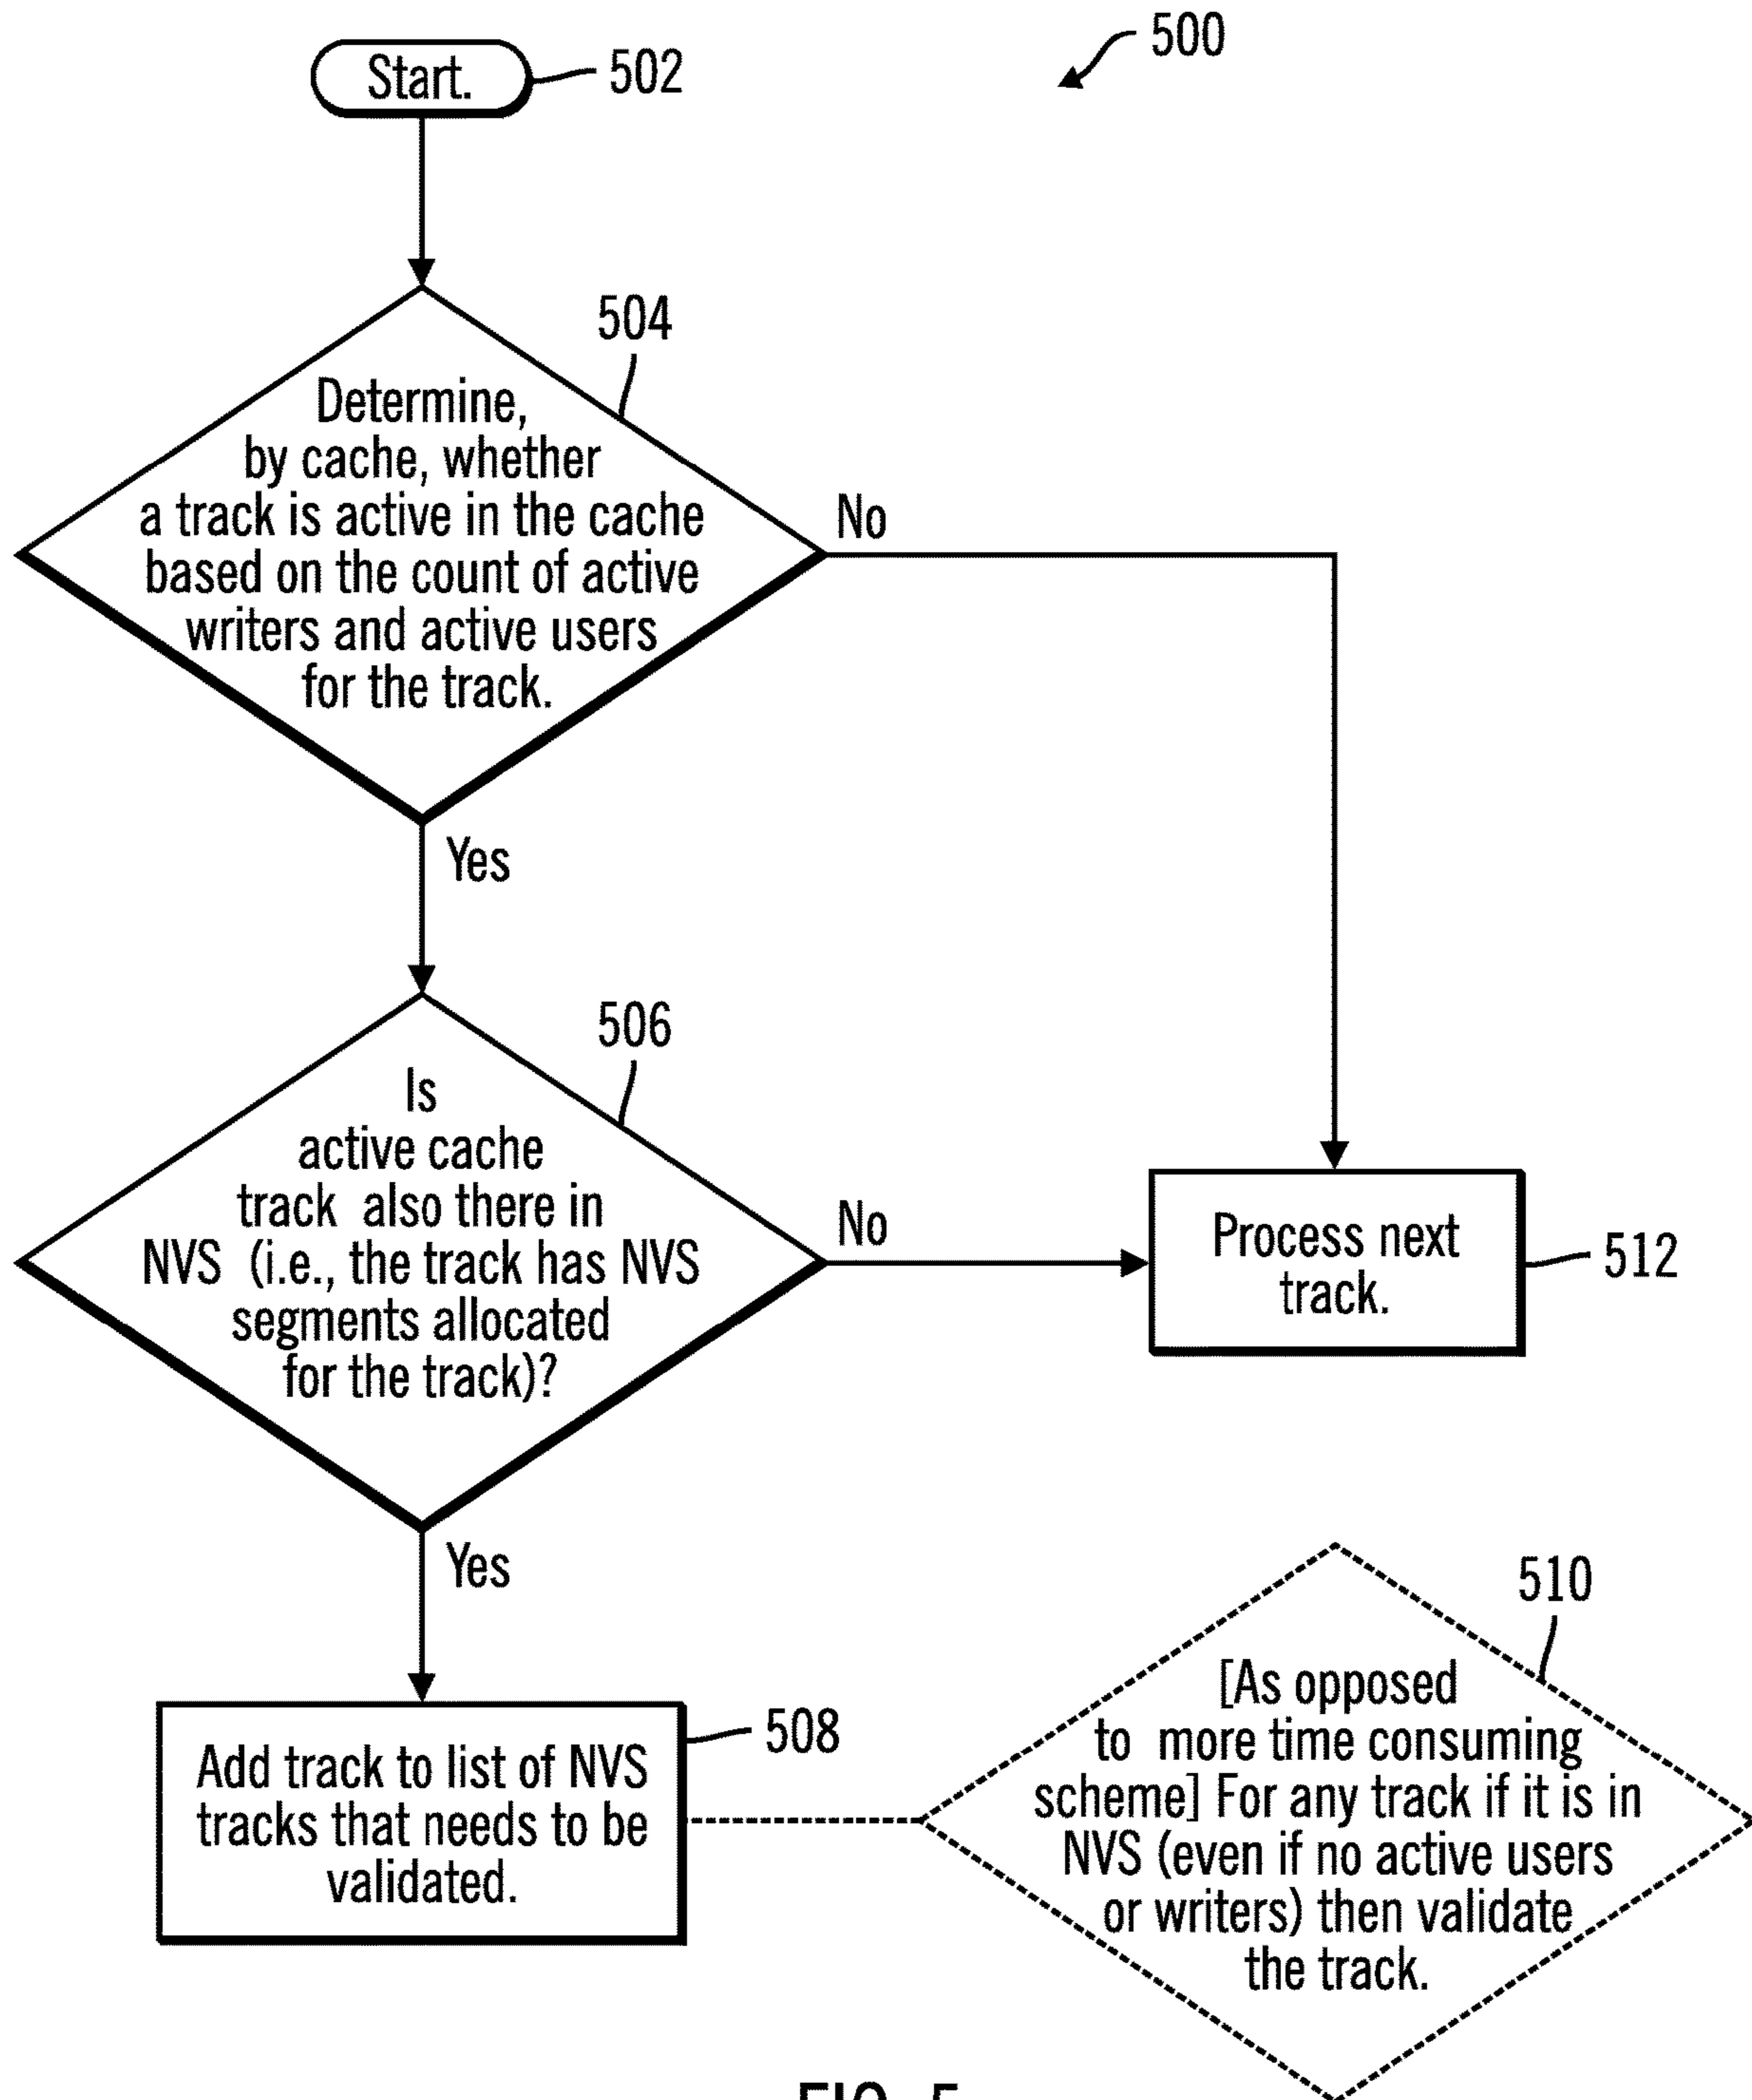 500
Start.
502
504
Determine,
by cache, whether
a track is active in the cache
based on the count of active
writers and active users
for the track.
No
Yes
506
Is
active cache
track also there in
NVS (i.e., the track has NVS
segments allocated
for the track)?
No
Process next
track.
512
Yes
508
Add track to list of NVS
tracks that needs to be
validated.
510
[As opposed
to more time consuming
scheme] For any track if it is in
NVS (even if no active users
or writers) then validate
the track.
FIG. 5